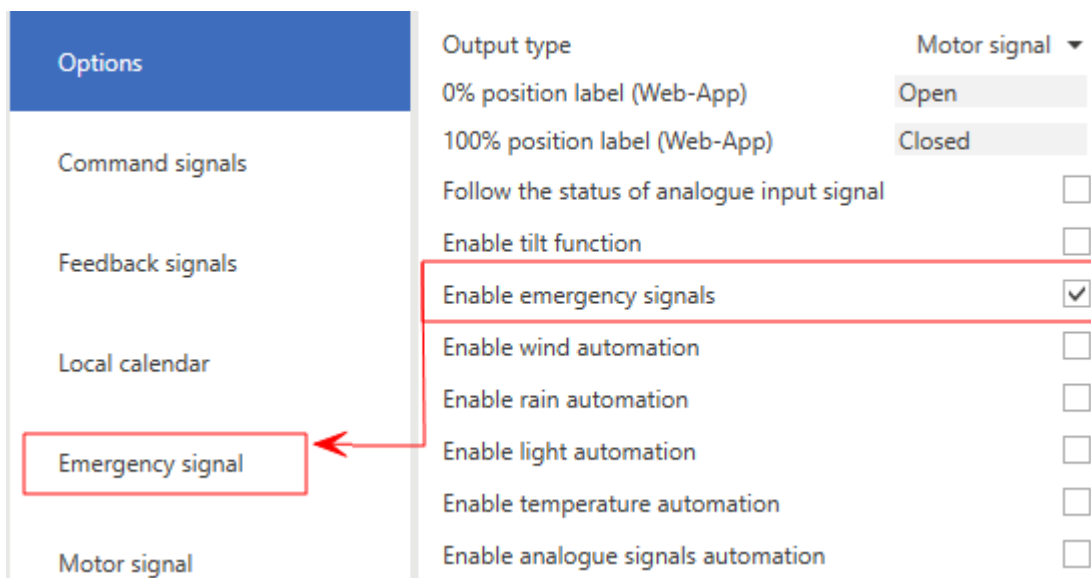 Options
Command signals
Feedback signals
Local calendar
Emergency signal
Motor signal
Output type Motor signal
0% position label (Web-App) Open
100% position label (Web-App) Closed
Follow the status of analogue input signal
Enable tilt function
Enable emergency signals
Enable wind automation
Enable rain automation
Enable light automation
Enable temperature automation
Enable analogue signals automation